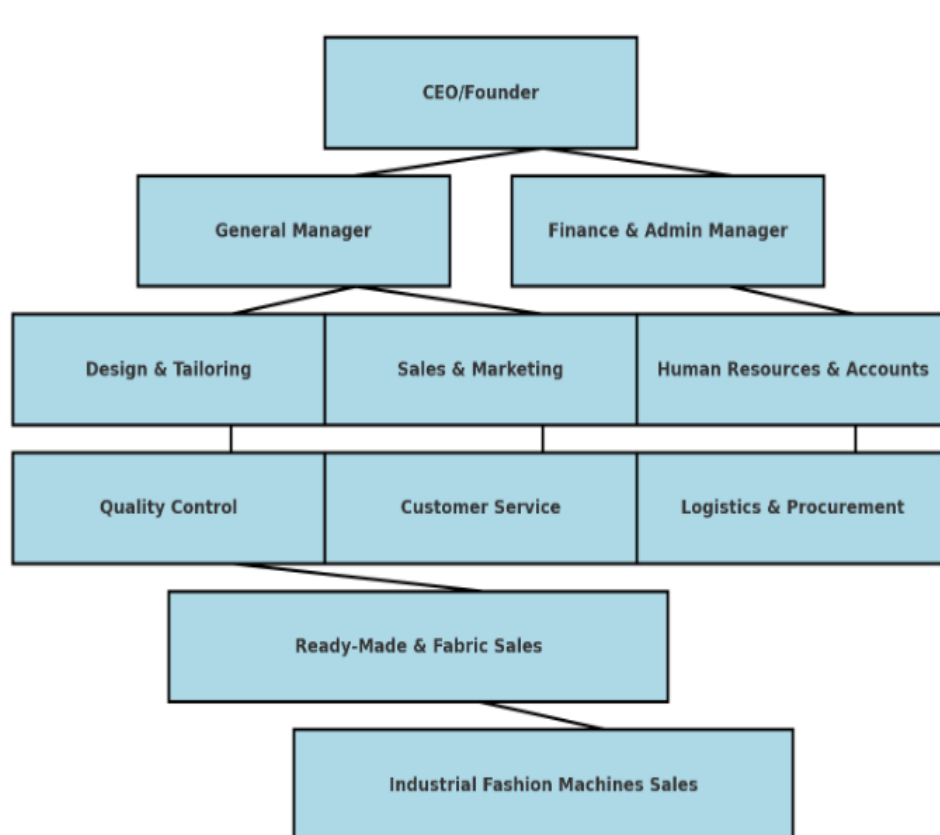 CEO/Founder
General Manager
Finance & Admin Manager
Design & Tailoring
Sales & Marketing
Human Resources & Accounts
Quality Control
Customer Service
Logistics & Procurement
Ready-Made & Fabric Sales
Industrial Fashion Machines Sales